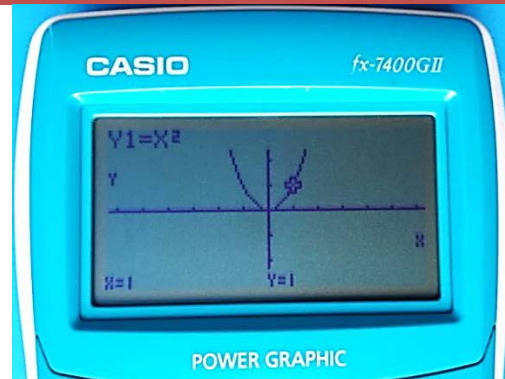 CASIO fx-7400GII
Y1=X²
Y
X
X=1 Y=1
POWER GRAPHIC